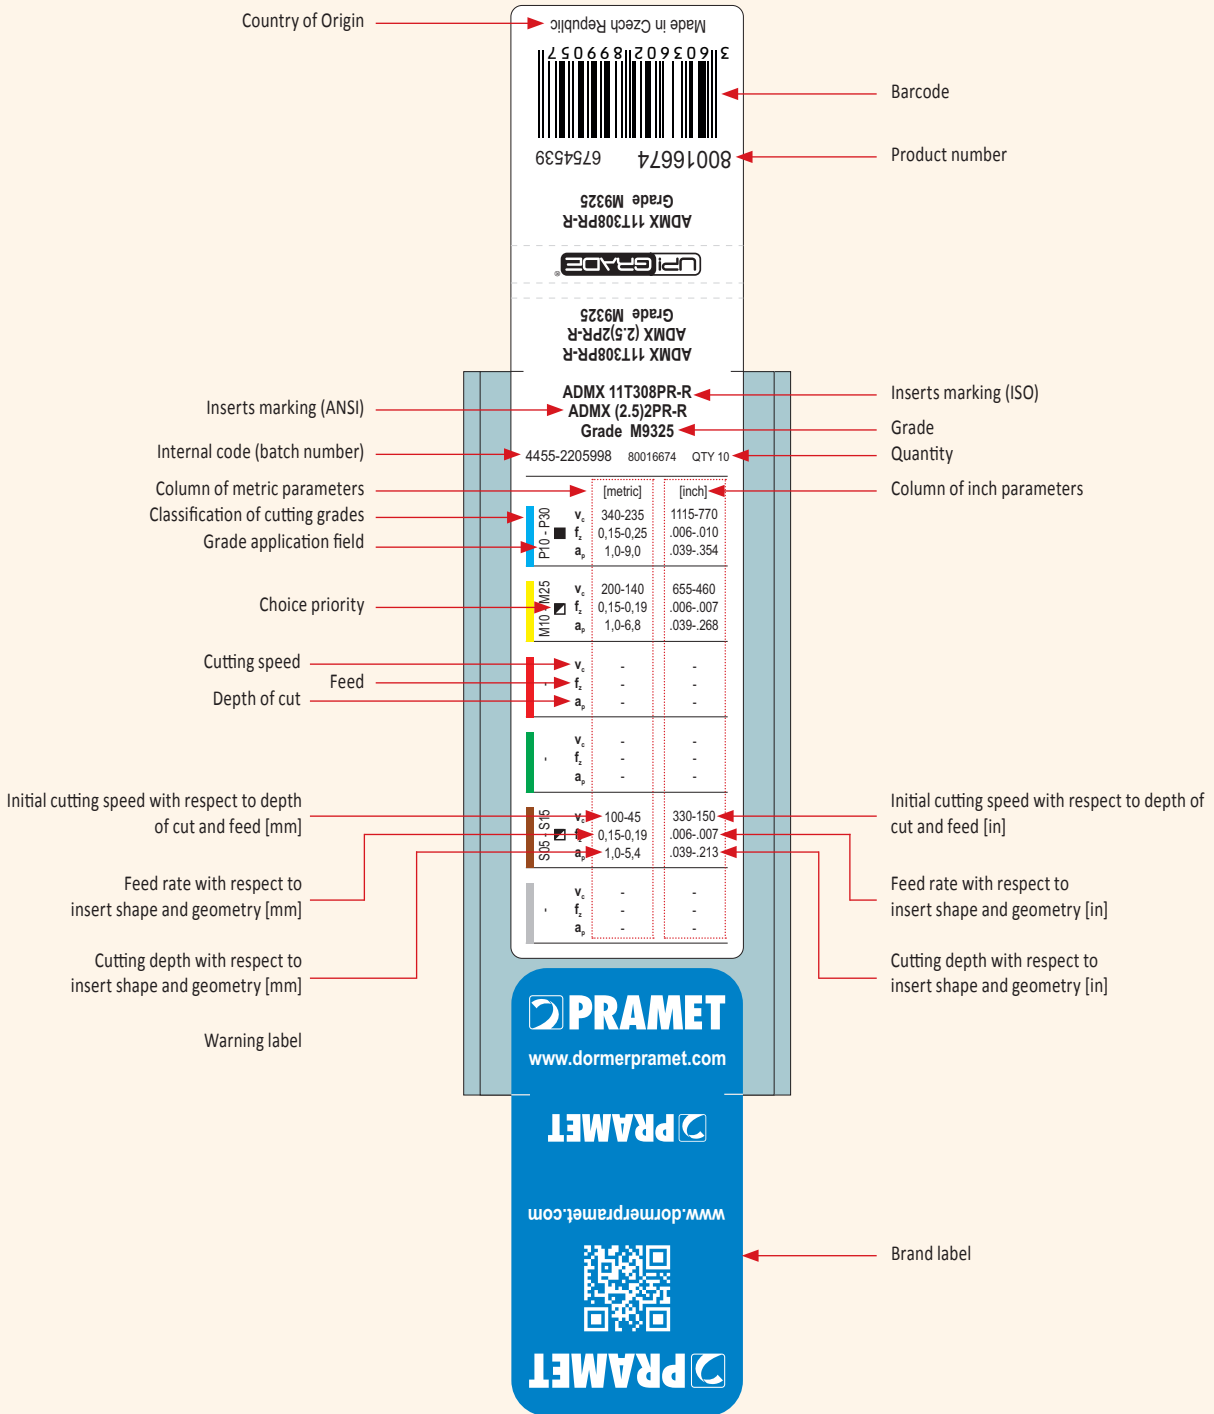 Country of Origin
Made in Czech Republic
3 603602 899057
Barcode
80016674 6754539
Product number
ADMX 11T308PR-R
Grade M9325
UPiGRADE®
ADMX 11T308PR-R
ADMX (2.5)2PR-R
Grade M9325
ADMX 11T308PR-R
Inserts marking (ISO)
Inserts marking (ANSI)
ADMX (2.5)2PR-R
Grade M9325
Grade
Internal code (batch number)
4455-2205998 80016674 QTY 10
Quantity
Column of metric parameters
[metric] [inch]
Column of inch parameters
Classification of cutting grades
Grade application field
P10 - P30
vc 340-235 1115-770
fz 0,15-0,25 .006-.010
ap 1,0-9,0 .039-.354
Choice priority
M10 - M25
vc 200-140 655-460
fz 0,15-0,19 .006-.007
ap 1,0-6,8 .039-.268
Cutting speed
Feed
Depth of cut
-
vc - -
fz - -
ap - -
-
vc - -
fz - -
ap - -
Initial cutting speed with respect to depth
of cut and feed [mm]
S05 - S15
vc 100-45 330-150
fz 0,15-0,19 .006-.007
ap 1,0-5,4 .039-.213
Initial cutting speed with respect to depth of
cut and feed [in]
Feed rate with respect to
insert shape and geometry [mm]
Feed rate with respect to
insert shape and geometry [in]
-
vc - -
fz - -
ap - -
Cutting depth with respect to
insert shape and geometry [mm]
Cutting depth with respect to
insert shape and geometry [in]
Warning label
PRAMET
www.dormerpramet.com
PRAMET
www.dormerpramet.com
Brand label
PRAMET